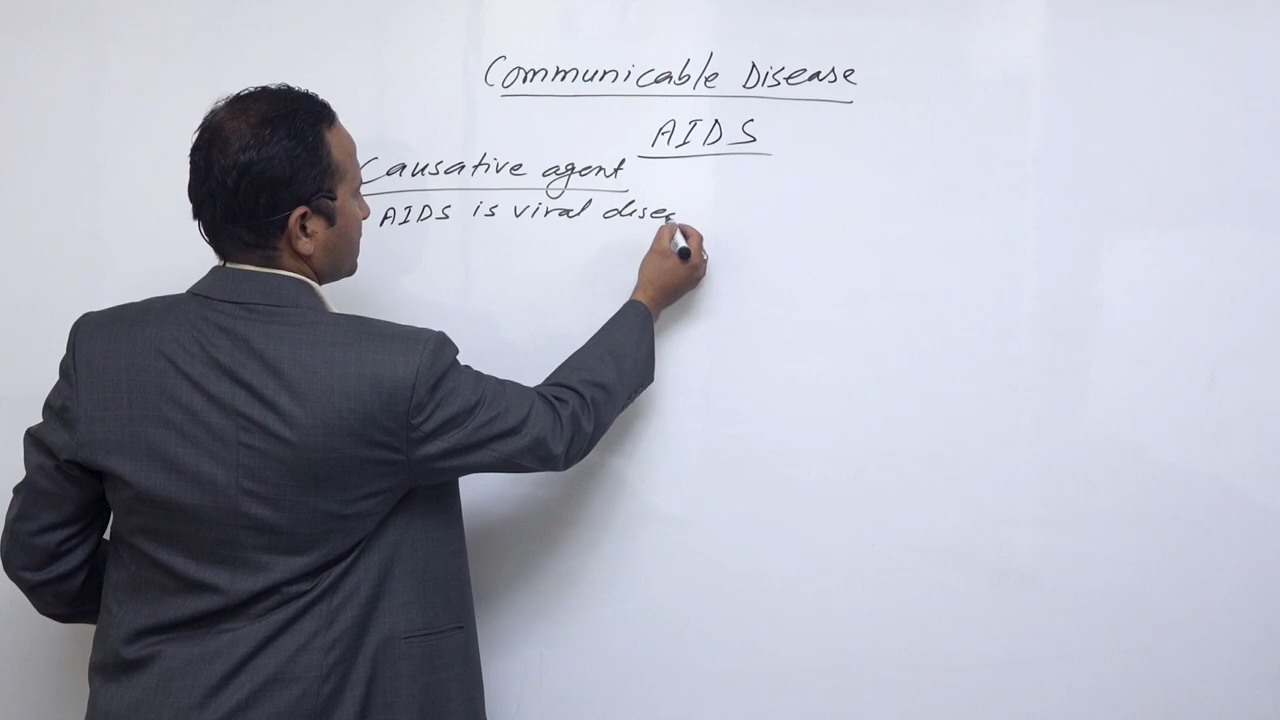 Communicable Disease
AIDS
Causative agent
AIDS is viral dise